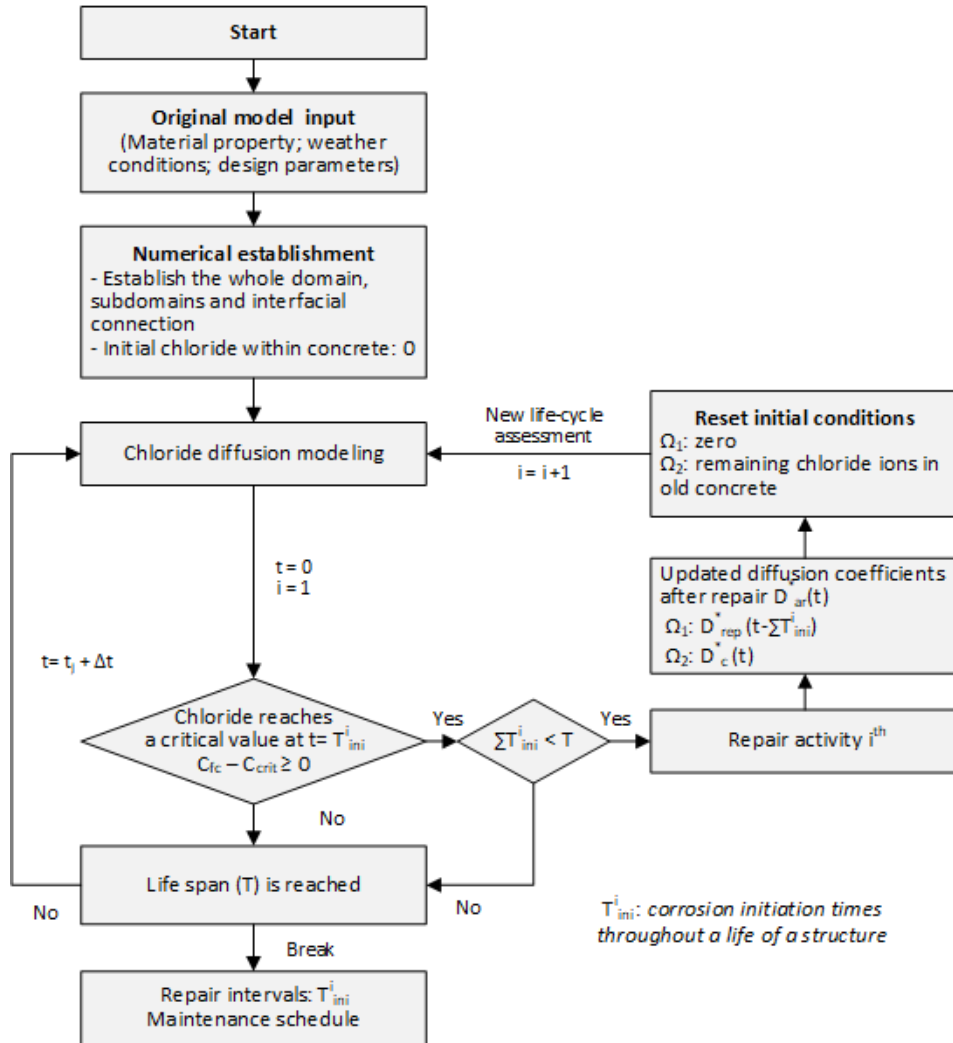 Start
Original model input
(Material property; weather
conditions; design parameters)
Numerical establishment
- Establish the whole domain,
subdomains and interfacial
connection
- Initial chloride within concrete: 0
Chloride diffusion modeling
New life-cycle
assessment
i = i +1
Reset initial conditions
Ω₁: zero
Ω₂: remaining chloride ions in
old concrete
t = 0
i = 1
Updated diffusion coefficients
after repair D*ar(t)
Ω₁: D*rep(t-∑Tⁱini)
Ω₂: D*c(t)
t= tj + Δt
Chloride reaches
a critical value at t= Tⁱini
Cfc – Ccrit ≥ 0
Yes
∑Tⁱini < T
Yes
Repair activity iᵗʰ
No
Life span (T) is reached
No
No
Tⁱini: corrosion initiation times
throughout a life of a structure
Break
Repair intervals: Tⁱini
Maintenance schedule